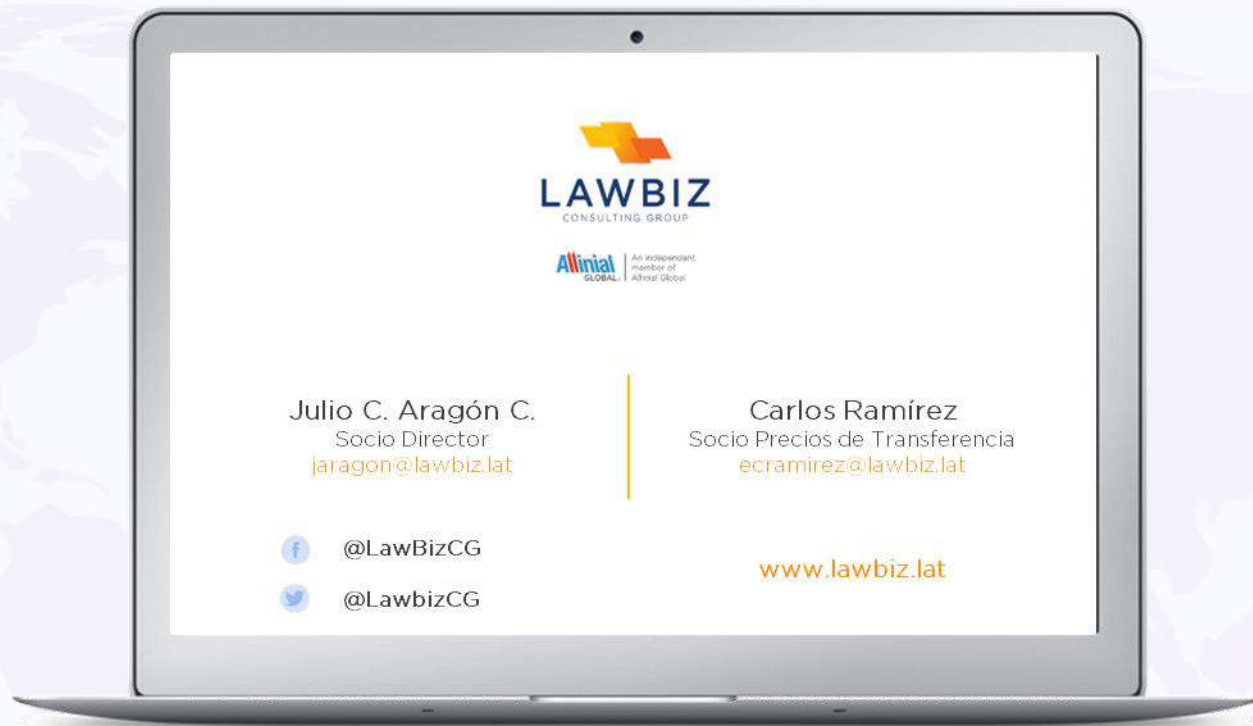 LAWBIZ
CONSULTING GROUP
Allinial
GLOBAL.
An independent
member of
Allinial Global
Julio C. Aragón C.
Socio Director
jaragon@lawbiz.lat
Carlos Ramírez
Socio Precios de Transferencia
ecramirez@lawbiz.lat
@LawBizCG
@LawbizCG
www.lawbiz.lat